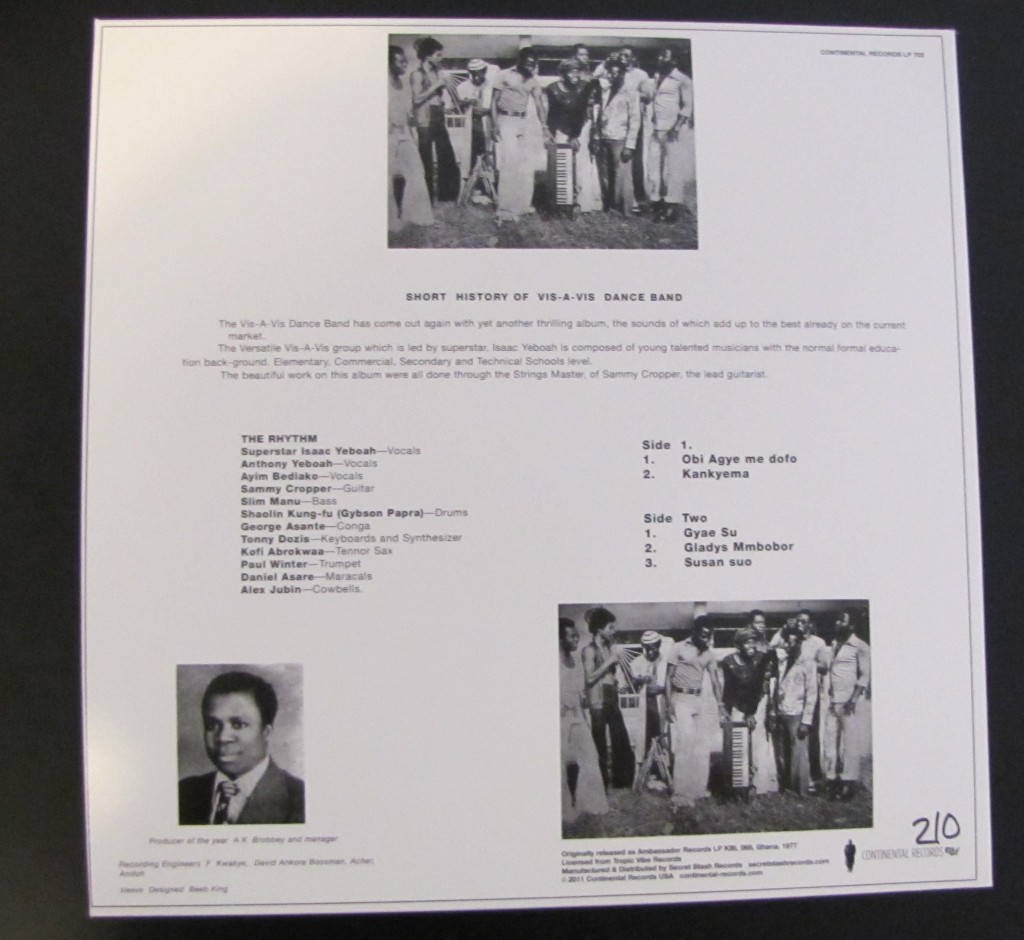 CONTINENTAL RECORDS LP 702
SHORT HISTORY OF VIS-A-VIS DANCE BAND
The Vis-A-Vis Dance Band has come out again with yet another thrilling album, the sounds of which add up to the best already on the current
market.
The Versatile Vis-A-Vis group which is led by superstar, Isaac Yeboah is composed of young talented musicians with the normal formal educa-
tion back-ground. Elementary, Commercial, Secondary and Technical Schools level.
The beautiful work on this album were all done through the Strings Master, of Sammy Cropper, the lead guitarist.
THE RHYTHM
Superstar Isaac Yeboah—Vocals
Anthony Yeboah—Vocals
Ayim Bediako—Vocals
Sammy Cropper—Guitar
Slim Manu—Bass
Shaolin Kung-fu (Gybson Papra)—Drums
George Asante—Conga
Tonny Dozis—Keyboards and Synthesizer
Kofi Abrokwaa—Tennor Sax
Paul Winter—Trumpet
Daniel Asare—Maracals
Alex Jubin—Cowbells.
Side 1.
1. Obi Agye me dofo
2. Kankyema
Side Two
1. Gyae Su
2. Gladys Mmbobor
3. Susan suo
Producer of the year A.K. Brobbey and manager
Recording Engineers F. Kwakye, David Ankora Bossman, Acher,
Andoh
Designed Beeb King
Originally released as Ambassador Records LP KBL 068, Ghana, 1977
Licensed from Tropic Vibe Records
Manufactured & Distributed by Secret Stash Records secretstashrecords.com
© 2011 Continental Records USA continental-records.com
210
CONTINENTAL RECORDS